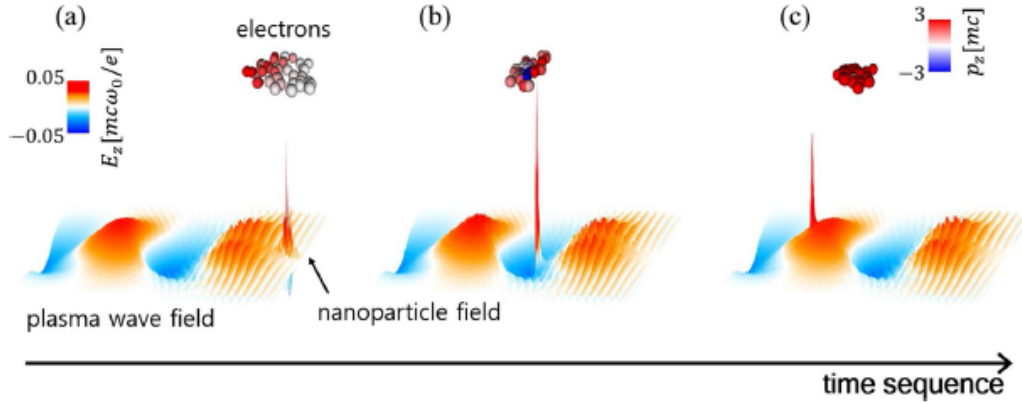 (a)
electrons
0.05
−0.05
E_z[mcω_0/e]
plasma wave field
nanoparticle field
(b)
(c)
3
−3
p_z[mc]
time sequence